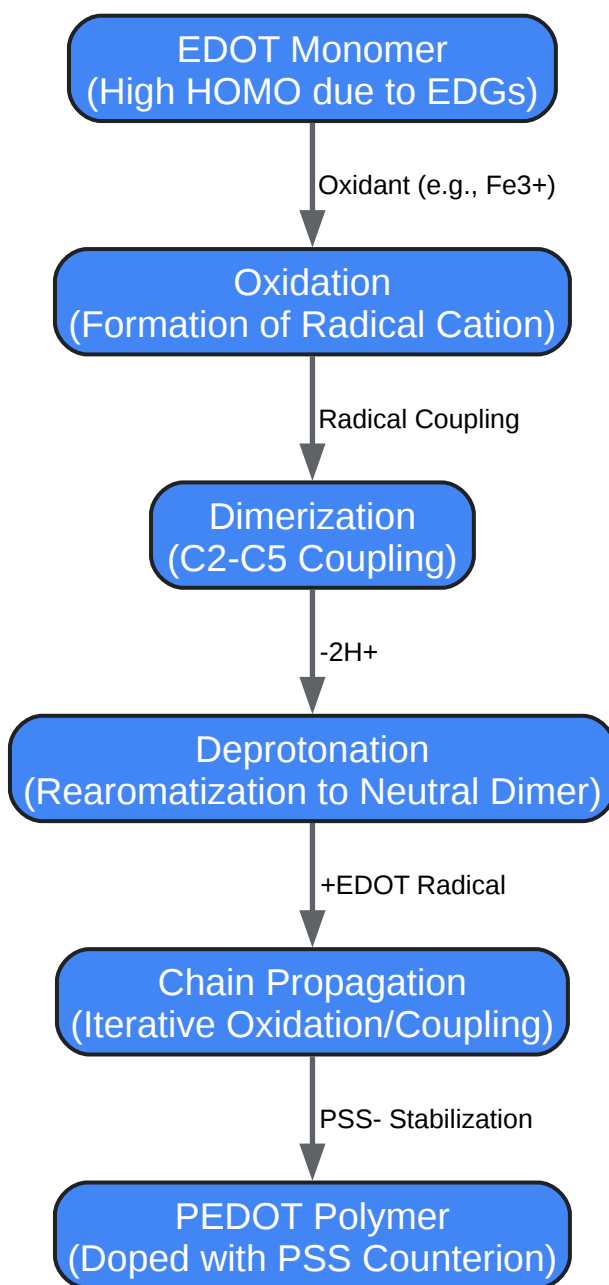 EDOT Monomer
(High HOMO due to EDGs)
Oxidant (e.g., Fe3+)
Oxidation
(Formation of Radical Cation)
Radical Coupling
Dimerization
(C2-C5 Coupling)
-2H+
Deprotonation
(Rearomatization to Neutral Dimer)
+EDOT Radical
Chain Propagation
(Iterative Oxidation/Coupling)
PSS- Stabilization
PEDOT Polymer
(Doped with PSS Counterion)